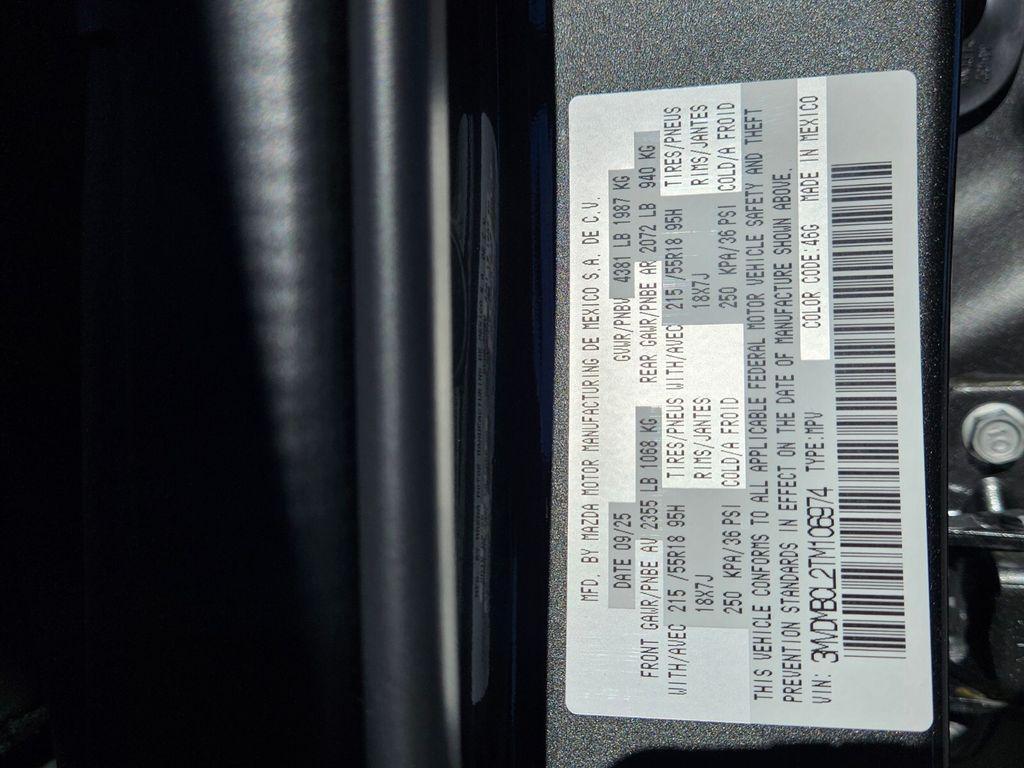 MFD. BY MAZDA MOTOR MANUFACTURING DE MEXICO S.A. DE C.V.
DATE 09/25 GVWR/PNBV 4381 LB 1987 KG
FRONT GAWR/PNBE AV 2355 LB 1068 KG REAR GAWR/PNBE AR 2072 LB 940 KG
WITH/AVEC 215 /55R18 95H TIRES/PNEUS WITH/AVEC 215 /55R18 95H TIRES/PNEUS
18X7J RIMS/JANTES 18X7J RIMS/JANTES
250 KPA/36 PSI COLD/A FROID 250 KPA/36 PSI COLD/A FROID
THIS VEHICLE CONFORMS TO ALL APPLICABLE FEDERAL MOTOR VEHICLE SAFETY AND THEFT
PREVENTION STANDARDS IN EFFECT ON THE DATE OF MANUFACTURE SHOWN ABOVE.
VIN: 3MVDMBCL2TM106974 TYPE:MPV COLOR CODE:46G MADE IN MEXICO